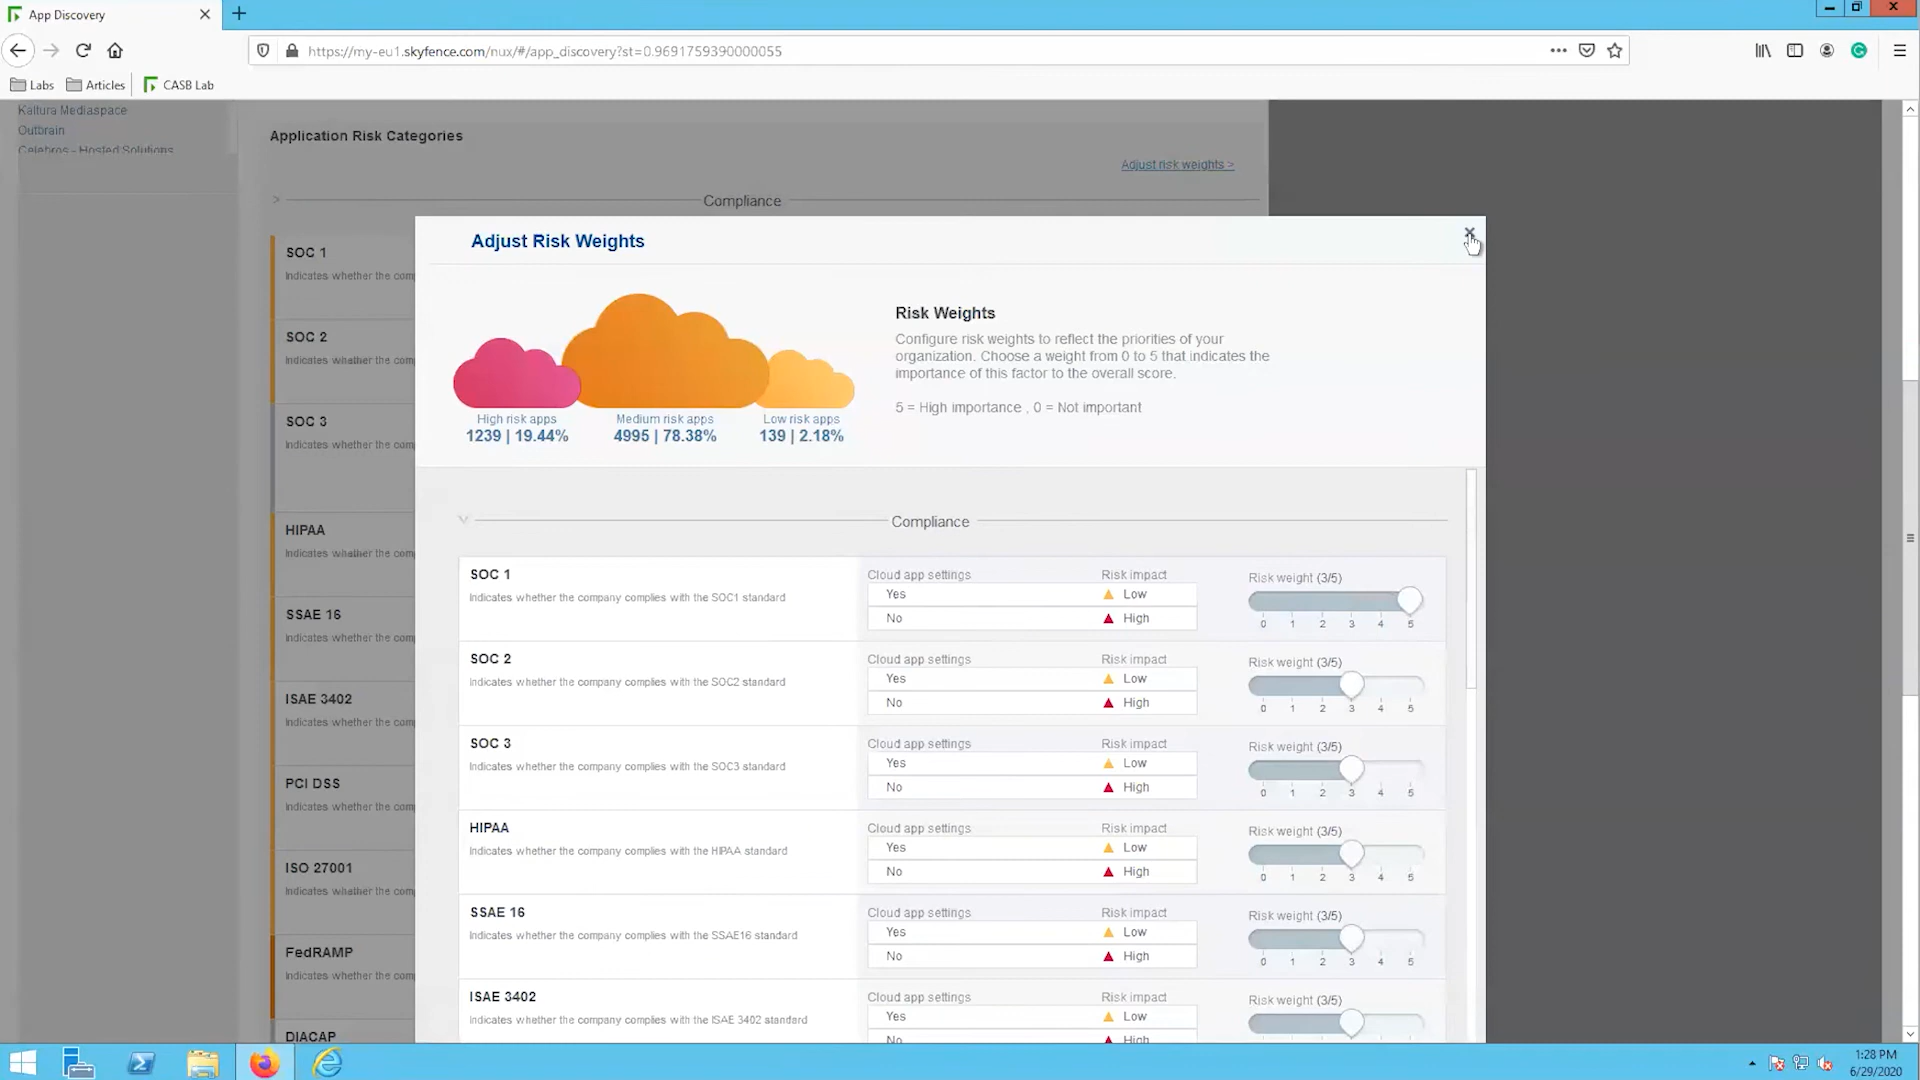 App Discovery
https://my-eu1.skyfence.com/nux/#/app_discovery?st=0.9691759390000055
Labs
Articles
CASB Lab
Kaltura Mediaspace
Outbrain
Celebros - Hosted Solutions
Application Risk Categories
Adjust risk weights >
Compliance
SOC 1
Indicates whether the com
SOC 2
Indicates whether the com
SOC 3
Indicates whether the com
HIPAA
Indicates whether the com
SSAE 16
Indicates whether the com
ISAE 3402
Indicates whether the com
PCI DSS
Indicates whether the com
ISO 27001
Indicates whether the com
FedRAMP
Indicates whether the com
DIACAP
Adjust Risk Weights
High risk apps
1239 | 19.44%
Medium risk apps
4995 | 78.38%
Low risk apps
139 | 2.18%
Risk Weights
Configure risk weights to reflect the priorities of your
organization. Choose a weight from 0 to 5 that indicates the
importance of this factor to the overall score.
5 = High importance , 0 = Not important
Compliance
SOC 1
Indicates whether the company complies with the SOC1 standard
Cloud app settings Risk impact
Yes Low
No High
Risk weight (3/5)
0 1 2 3 4 5
SOC 2
Indicates whether the company complies with the SOC2 standard
Cloud app settings Risk impact
Yes Low
No High
Risk weight (3/5)
0 1 2 3 4 5
SOC 3
Indicates whether the company complies with the SOC3 standard
Cloud app settings Risk impact
Yes Low
No High
Risk weight (3/5)
0 1 2 3 4 5
HIPAA
Indicates whether the company complies with the HIPAA standard
Cloud app settings Risk impact
Yes Low
No High
Risk weight (3/5)
0 1 2 3 4 5
SSAE 16
Indicates whether the company complies with the SSAE16 standard
Cloud app settings Risk impact
Yes Low
No High
Risk weight (3/5)
0 1 2 3 4 5
ISAE 3402
Indicates whether the company complies with the ISAE 3402 standard
Cloud app settings Risk impact
Yes Low
No High
Risk weight (3/5)
1:28 PM
6/29/2020